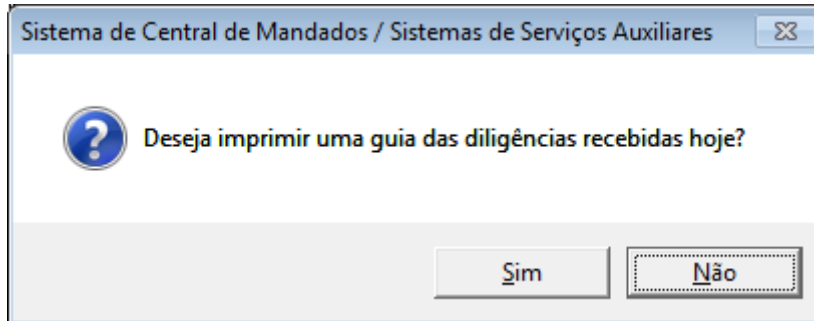 Sistema de Central de Mandados / Sistemas de Serviços Auxiliares
Deseja imprimir uma guia das diligências recebidas hoje?
Sim
Não